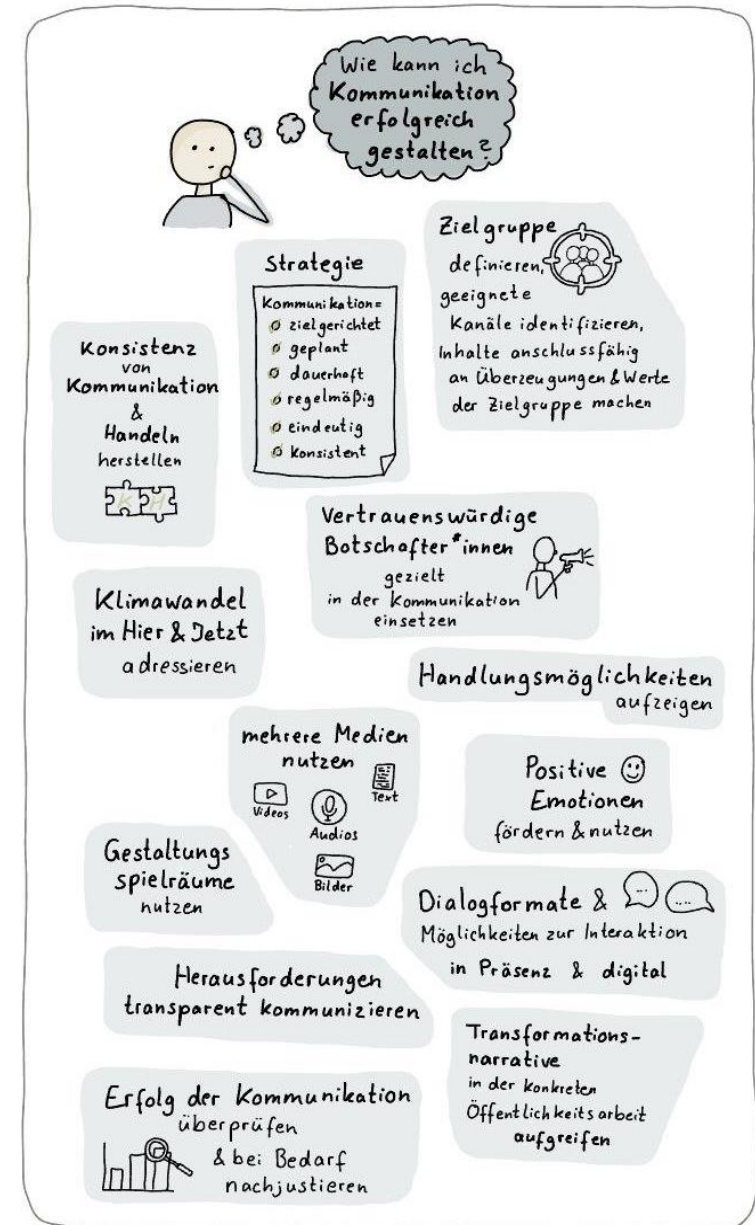 Wie kann ich
Kommunikation
erfolgreich
gestalten?
Strategie
Kommunikation=
zielgerichtet
geplant
dauerhaft
regelmäßig
eindeutig
konsistent
Zielgruppe
definieren,
geeignete
Kanäle identifizieren,
Inhalte anschlussfähig
an Überzeugungen & Werte
der Zielgruppe machen
Konsistenz
von
Kommunikation
&
Handeln
herstellen
K H
Vertrauenswürdige
Botschafter*innen
gezielt
in der Kommunikation
einsetzen
Klimawandel
im Hier & Jetzt
adressieren
Handlungsmöglichkeiten
aufzeigen
mehrere Medien
nutzen
Videos
Audios
Text
Bilder
Positive
Emotionen
fördern & nutzen
Gestaltungs
spielräume
nutzen
Dialogformate &
Möglichkeiten zur Interaktion
in Präsenz & digital
Herausforderungen
transparent kommunizieren
Transformations-
narrative
in der konkreten
Öffentlichkeitsarbeit
aufgreifen
Erfolg der Kommunikation
überprüfen
& bei Bedarf
nachjustieren